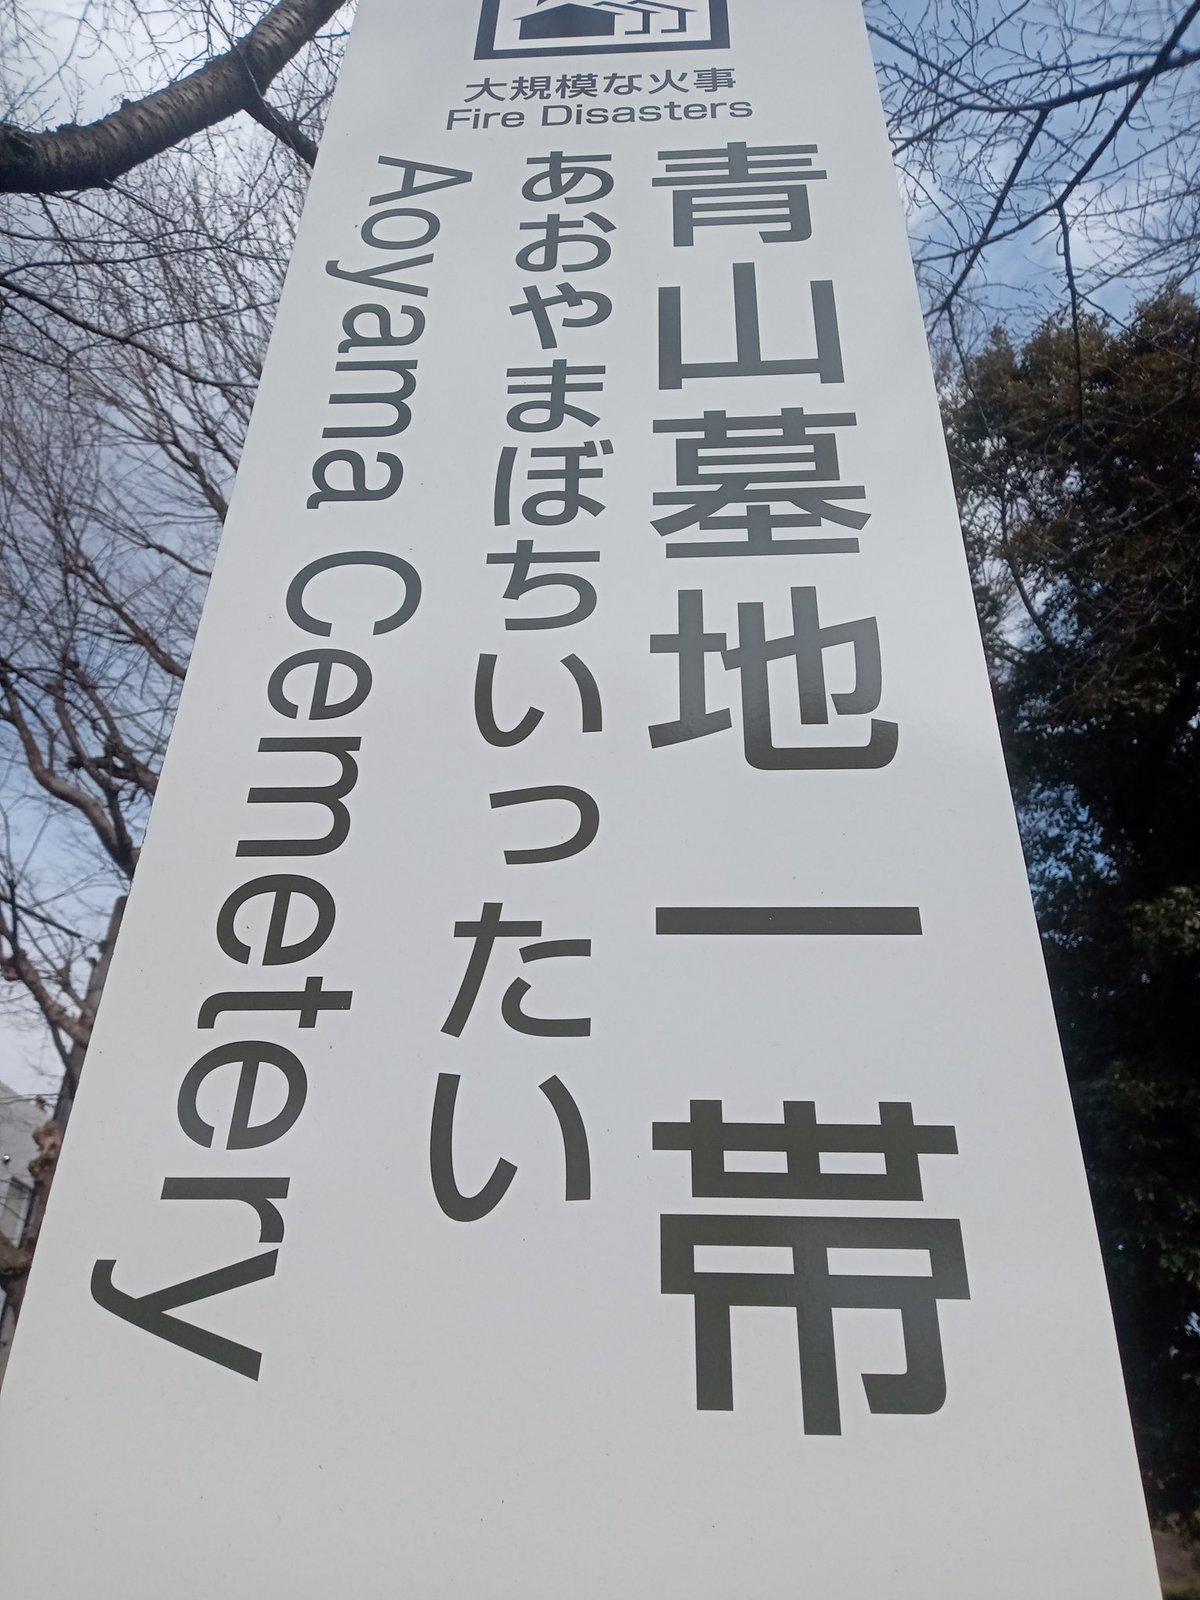 大規模な火事
Fire Disasters
青山墓地一帯
あおやまぼちいったい
Aoyama Cemetery